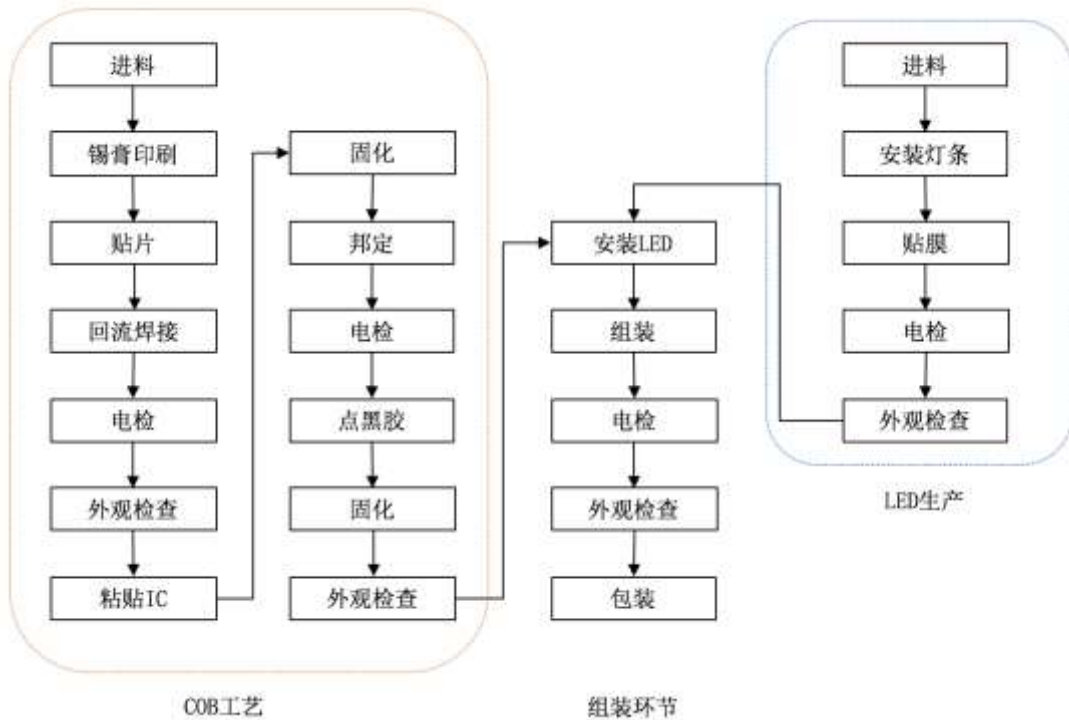 进料
锡膏印刷
贴片
回流焊接
电检
外观检查
粘贴IC
固化
邦定
电检
点黑胶
固化
外观检查
COB工艺
安装LED
组装
电检
外观检查
包装
组装环节
进料
安装灯条
贴膜
电检
外观检查
LED生产